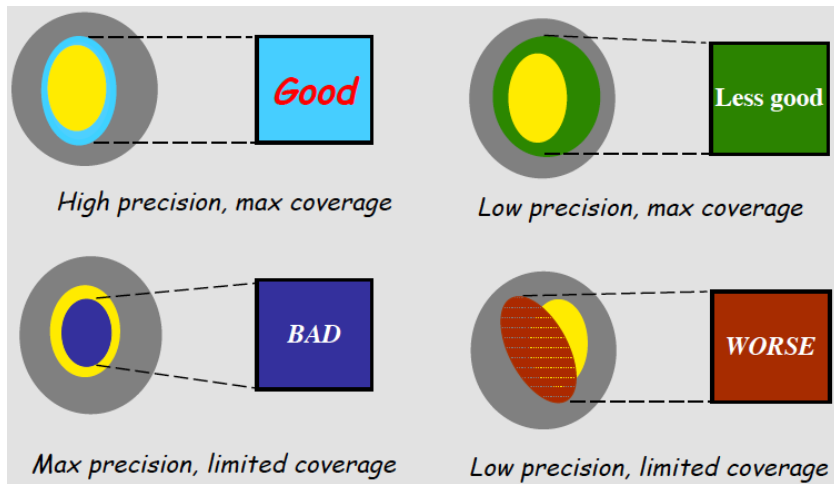 Good
Less good
High precision, max coverage
Low precision, max coverage
BAD
WORSE
Max precision, limited coverage
Low precision, limited coverage